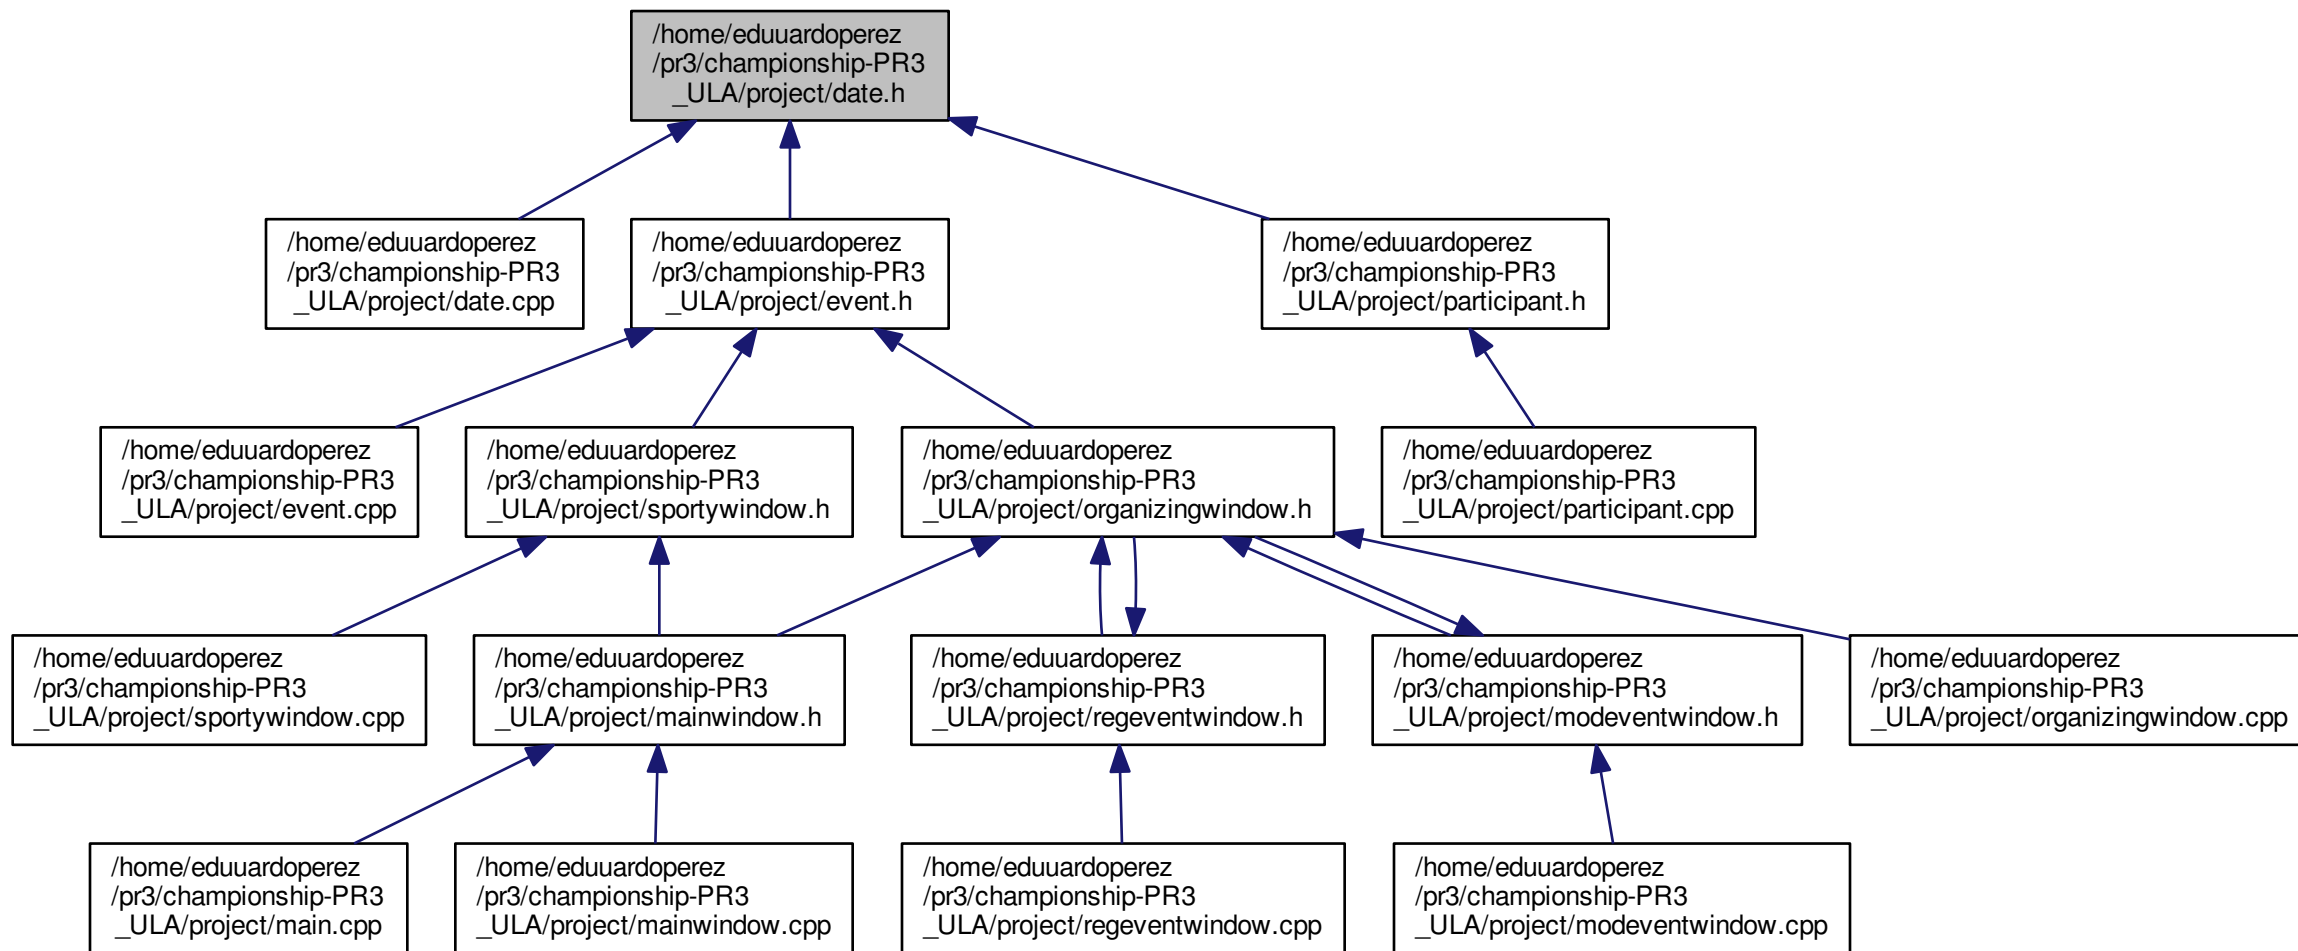 /home/eduuardoperez
/pr3/championship-PR3
_ULA/project/date.h
/home/eduuardoperez
/pr3/championship-PR3
_ULA/project/date.cpp
/home/eduuardoperez
/pr3/championship-PR3
_ULA/project/event.h
/home/eduuardoperez
/pr3/championship-PR3
_ULA/project/participant.h
/home/eduuardoperez
/pr3/championship-PR3
_ULA/project/event.cpp
/home/eduuardoperez
/pr3/championship-PR3
_ULA/project/sportywindow.h
/home/eduuardoperez
/pr3/championship-PR3
_ULA/project/organizingwindow.h
/home/eduuardoperez
/pr3/championship-PR3
_ULA/project/participant.cpp
/home/eduuardoperez
/pr3/championship-PR3
_ULA/project/sportywindow.cpp
/home/eduuardoperez
/pr3/championship-PR3
_ULA/project/mainwindow.h
/home/eduuardoperez
/pr3/championship-PR3
_ULA/project/regeventwindow.h
/home/eduuardoperez
/pr3/championship-PR3
_ULA/project/modeventwindow.h
/home/eduuardoperez
/pr3/championship-PR3
_ULA/project/organizingwindow.cpp
/home/eduuardoperez
/pr3/championship-PR3
_ULA/project/main.cpp
/home/eduuardoperez
/pr3/championship-PR3
_ULA/project/mainwindow.cpp
/home/eduuardoperez
/pr3/championship-PR3
_ULA/project/regeventwindow.cpp
/home/eduuardoperez
/pr3/championship-PR3
_ULA/project/modeventwindow.cpp